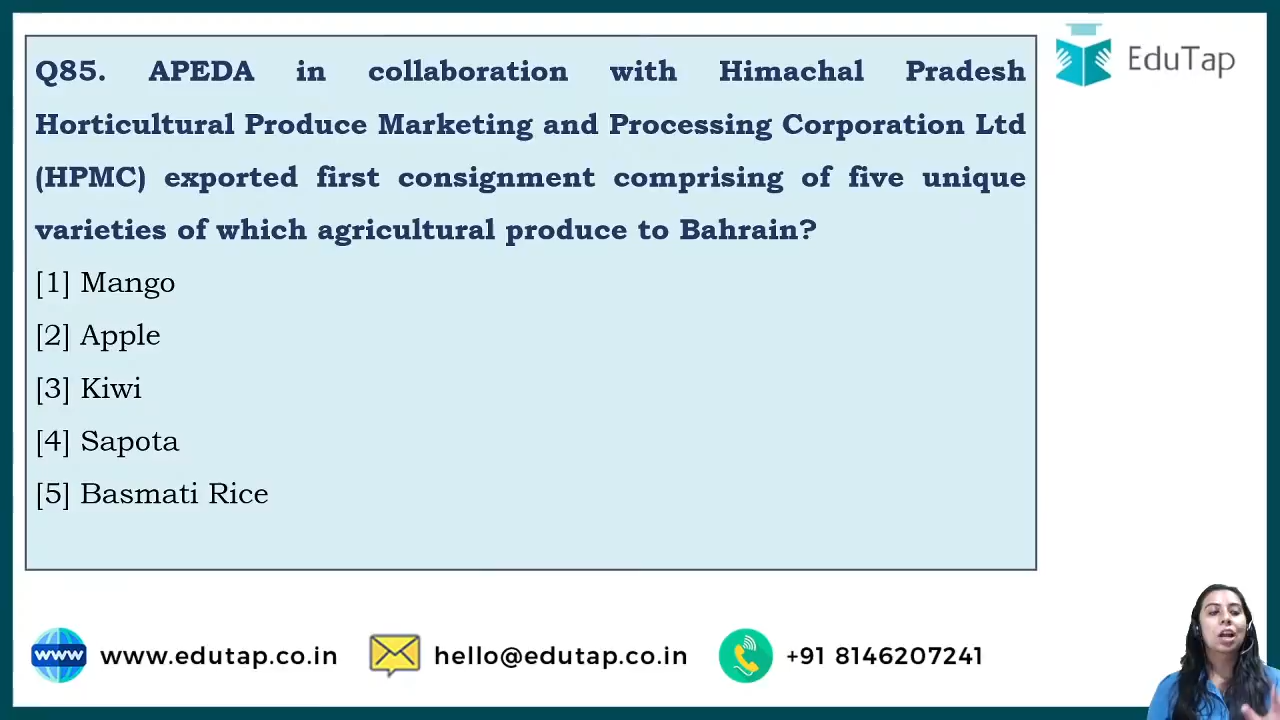 EduTap
Q85. APEDA in collaboration with Himachal Pradesh
Horticultural Produce Marketing and Processing Corporation Ltd
(HPMC) exported first consignment comprising of five unique
varieties of which agricultural produce to Bahrain?
[1] Mango
[2] Apple
[3] Kiwi
[4] Sapota
[5] Basmati Rice
www www.edutap.co.in hello@edutap.co.in +91 8146207241